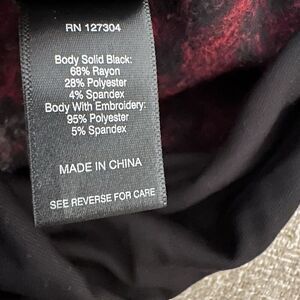 RN 127304
Body Solid Black:
68% Rayon
28% Polyester
4% Spandex
Body With Embroidery:
95% Polyester
5% Spandex
MADE IN CHINA
SEE REVERSE FOR CARE